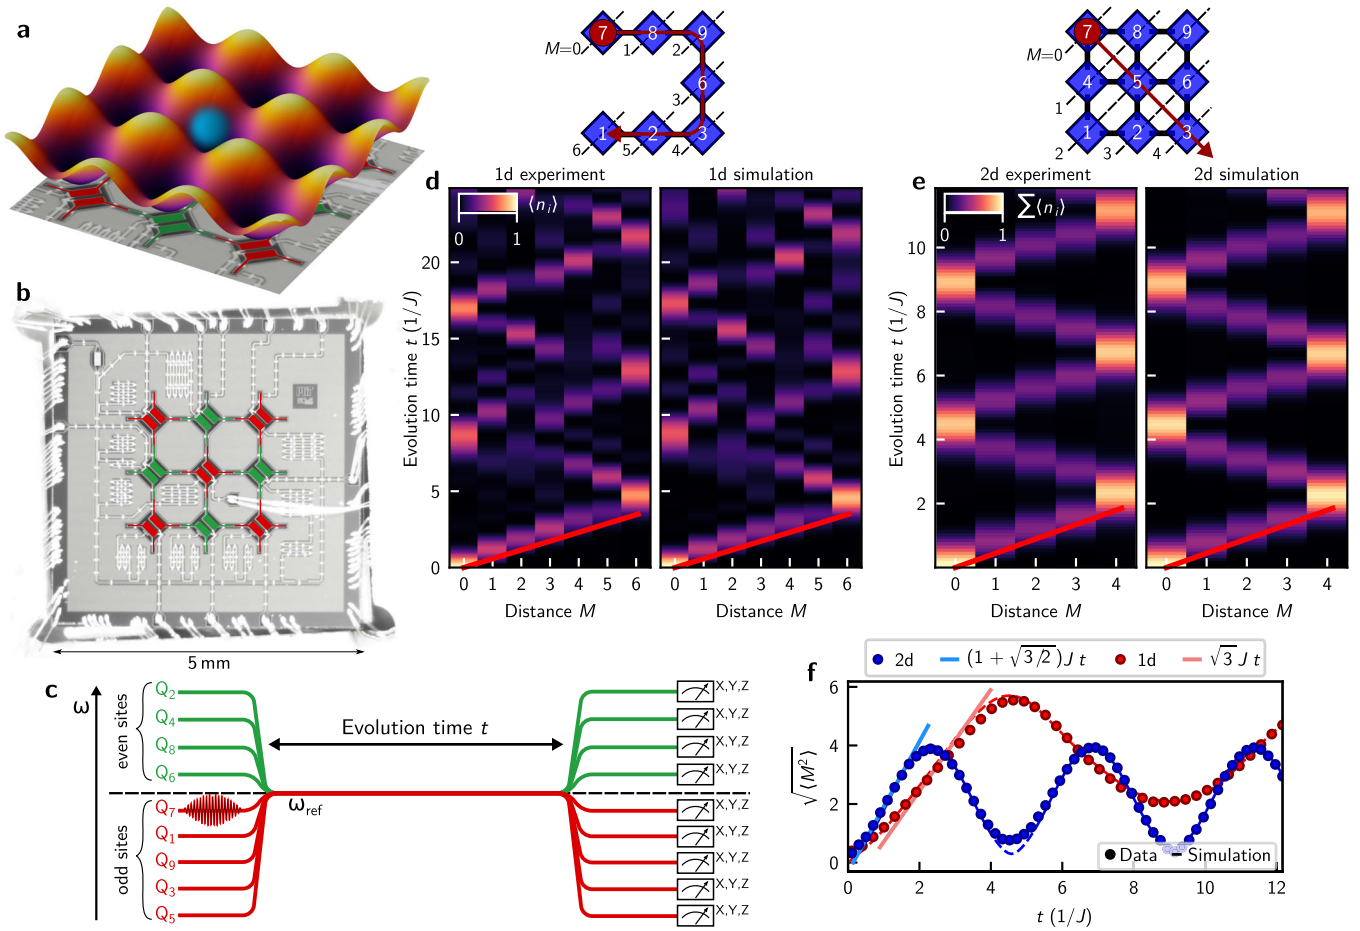 a
b
5 mm
c
ω
even sites
odd sites
Q2
Q4
Q8
Q6
Q7
Q1
Q9
Q3
Q5
Evolution time t
ωref
X,Y,Z
X,Y,Z
X,Y,Z
X,Y,Z
X,Y,Z
X,Y,Z
X,Y,Z
X,Y,Z
X,Y,Z
7 8 9
M=0 1 2
6
3
1 2 3
6 5 4
d
1d experiment 1d simulation
⟨ni⟩
0 1
Evolution time t (1/J)
20
15
10
5
0
0 1 2 3 4 5 6 0 1 2 3 4 5 6
Distance M Distance M
7 8 9
M=0
4 5 6
1
1 2 3
2 3 4
e
2d experiment 2d simulation
∑⟨ni⟩
0 1
Evolution time t (1/J)
10
8
6
4
2
0 1 2 3 4 0 1 2 3 4
Distance M Distance M
f
2d (1 + √3/2)J t 1d √3 J t
√⟨M²⟩
6
4
2
0
Data Simulation
0 2 4 6 8 10 12
t (1/J)